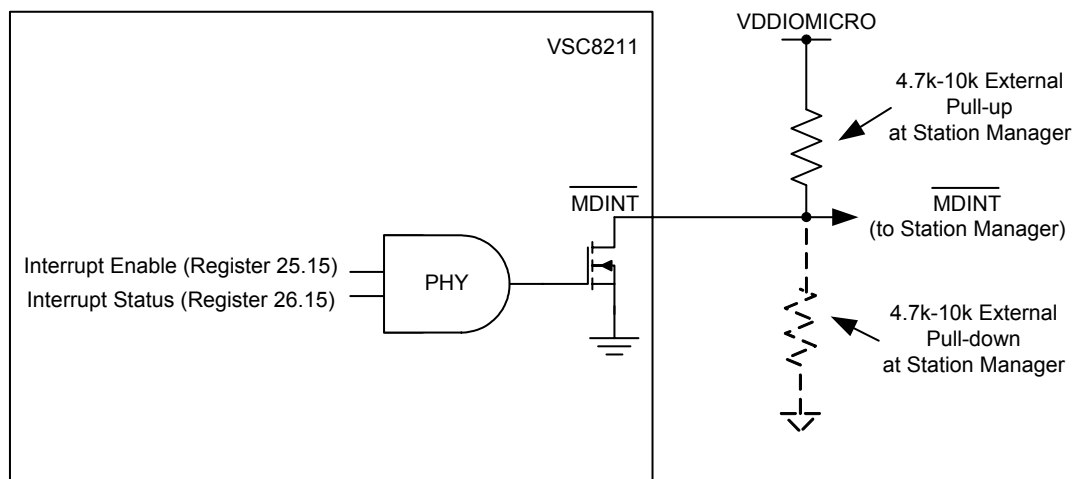 VDDIOMICRO
VSC8211
4.7k-10k External
Pull-up
at Station Manager
MDINT
MDINT
(to Station Manager)
Interrupt Enable (Register 25.15)
Interrupt Status (Register 26.15)
PHY
4.7k-10k External
Pull-down
at Station Manager